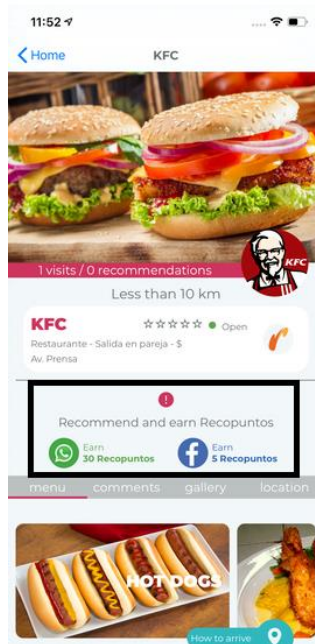 11:52
Home
KFC
KFC
1 visits / 0 recommendations
Less than 10 km
KFC
Open
Restaurante - Salida en pareja - $
Av. Prensa
!
Recommend and earn Recopuntos
Earn
30 Recopuntos
Earn
5 Recopuntos
menu comments gallery location
HOT DOGS
How to arrive